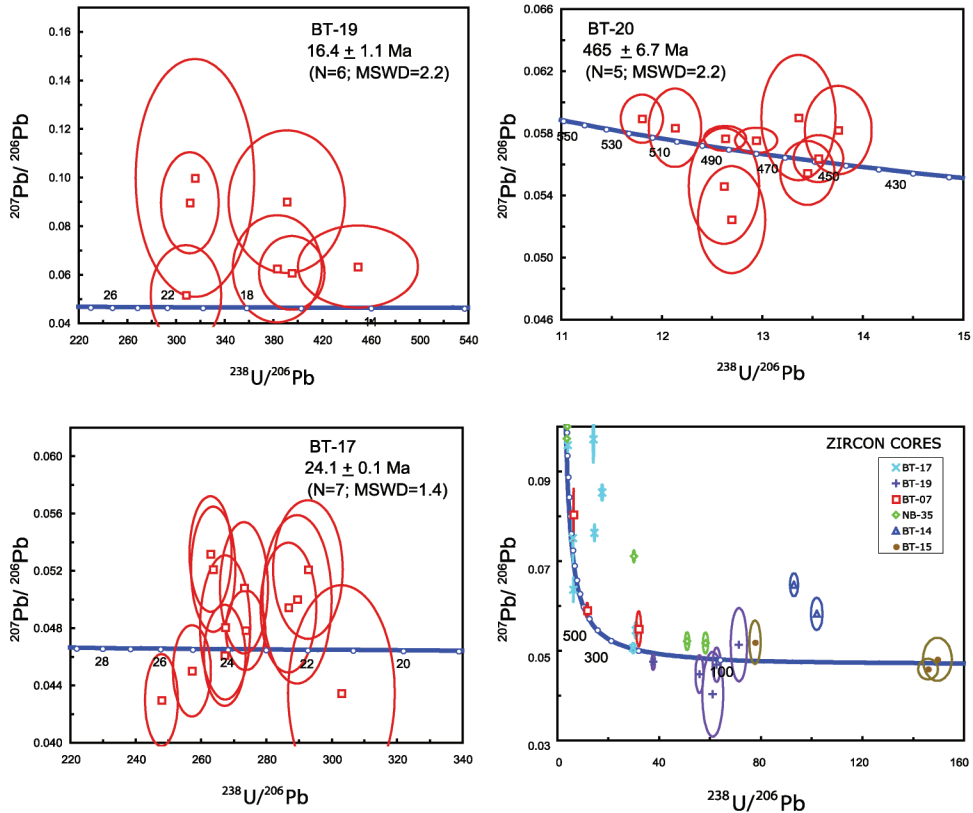 BT-19
16.4 ± 1.1 Ma
(N=6; MSWD=2.2)
0.16
0.14
0.12
0.10
0.08
0.06
0.04
²⁰⁷Pb/ ²⁰⁶Pb
26
22
18
14
220
260
300
340
380
420
460
500
540
²³⁸U/²⁰⁶Pb
BT-20
465 ± 6.7 Ma
(N=5; MSWD=2.2)
0.066
0.062
0.058
0.054
0.050
0.046
²⁰⁷Pb/ ²⁰⁶Pb
550
530
510
490
470
450
430
11
12
13
14
15
²³⁸U/²⁰⁶Pb
BT-17
24.1 ± 0.1 Ma
(N=7; MSWD=1.4)
0.060
0.056
0.052
0.048
0.044
0.040
²⁰⁷Pb/ ²⁰⁶Pb
28
26
24
22
20
220
240
260
280
300
320
340
²³⁸U/²⁰⁶Pb
ZIRCON CORES
BT-17
BT-19
BT-07
NB-35
BT-14
BT-15
0.09
0.07
0.05
0.03
²⁰⁷Pb/ ²⁰⁶Pb
500
300
100
0
40
80
120
160
²³⁸U/²⁰⁶Pb